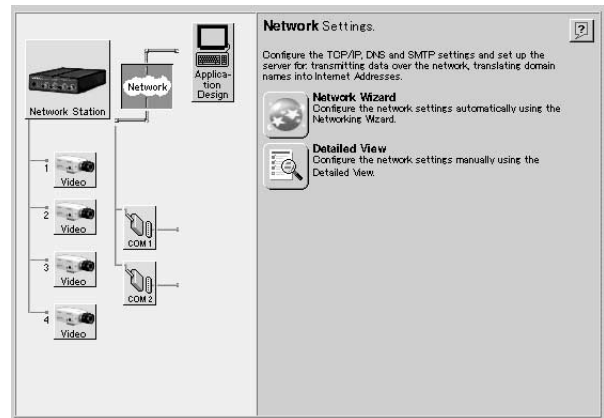 Applica-
tion
Design
Network
Network Station
1
Video
2
Video
3
Video
4
Video
COM 1
COM 2
Network Settings.
?
Configure the TOP/IP, DNS and SMTP settings and set up the
server for transmitting data over the network, translating domain
names into Internet Addresses.
Network Wizard
Configure the network settings automatically using the
Networking Wizard.
Detailed View
Configure the network settings manually using the
Detailed View.